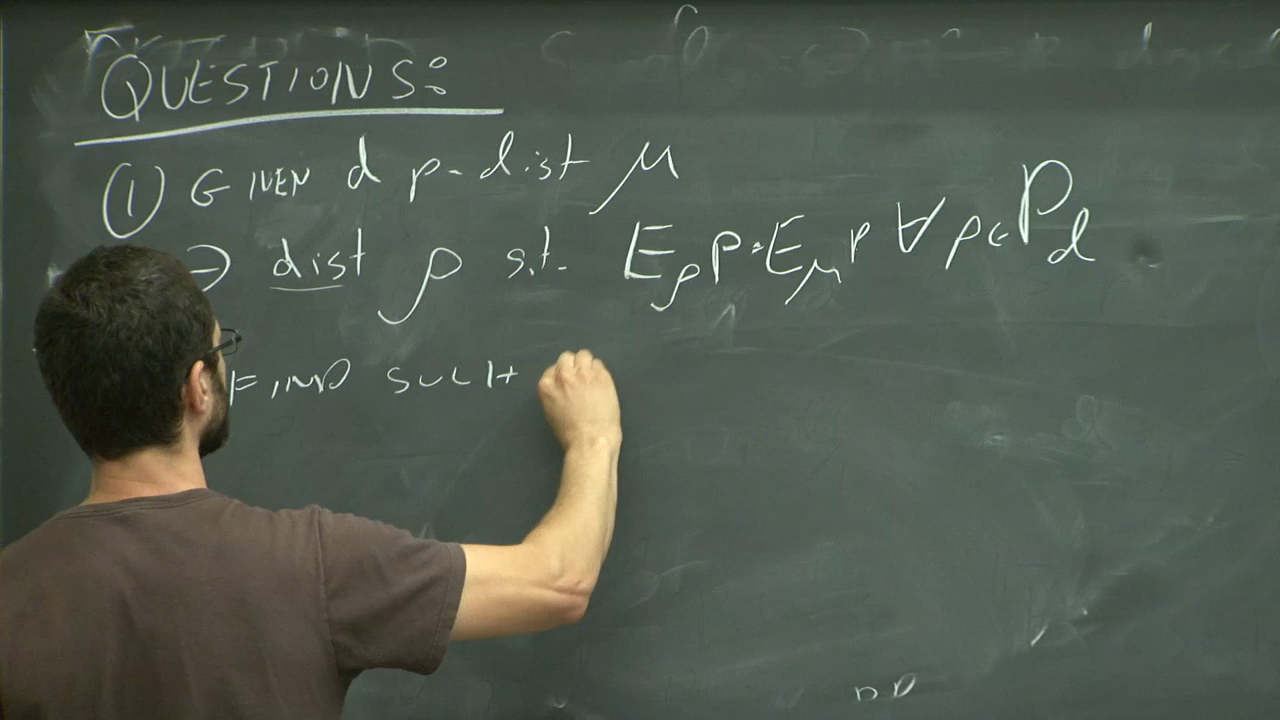 QUESTIONS:
① GIVEN d p-dist μ
∃ dist ρ s.t. E_ρ P = E_μ P ∀ P ∈ P_d
FIND SUCH